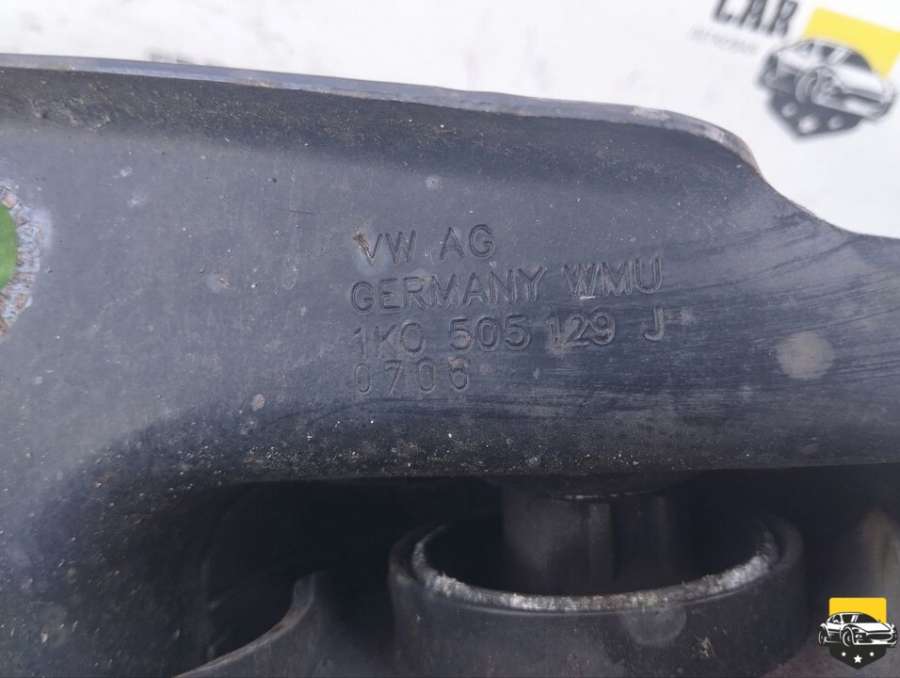 CAR
VW AG
GERMANY WMU
1K0 505 129 J
0706